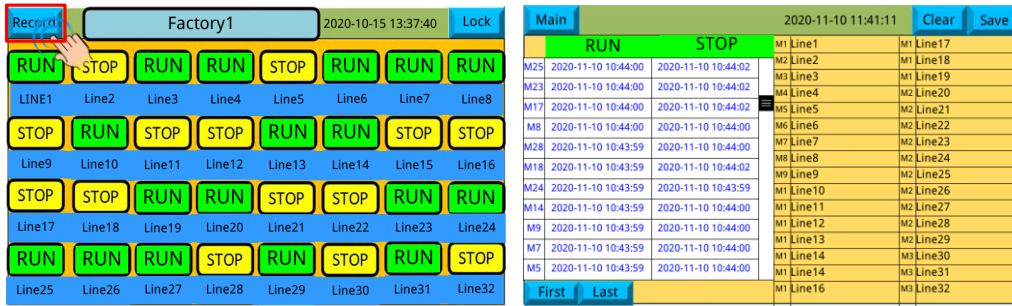 Record Factory1 2020-10-15 13:37:40 Lock
RUN STOP RUN RUN STOP RUN RUN RUN
LINE1 Line2 Line3 Line4 Line5 Line6 Line7 Line8
STOP RUN STOP STOP RUN RUN STOP STOP
Line9 Line10 Line11 Line12 Line13 Line14 Line15 Line16
STOP STOP RUN RUN STOP STOP RUN RUN
Line17 Line18 Line19 Line20 Line21 Line22 Line23 Line24
RUN RUN RUN STOP RUN STOP RUN STOP
Line25 Line26 Line27 Line28 Line29 Line30 Line31 Line32
Main 2020-11-10 11:41:11 Clear Save
RUN STOP
M25 2020-11-10 10:44:00 2020-11-10 10:44:02
M23 2020-11-10 10:44:00 2020-11-10 10:44:02
M17 2020-11-10 10:44:00 2020-11-10 10:44:02
M8 2020-11-10 10:44:00 2020-11-10 10:44:00
M28 2020-11-10 10:43:59 2020-11-10 10:44:00
M18 2020-11-10 10:43:59 2020-11-10 10:44:02
M24 2020-11-10 10:43:59 2020-11-10 10:43:59
M14 2020-11-10 10:43:59 2020-11-10 10:44:00
M9 2020-11-10 10:43:59 2020-11-10 10:44:00
M7 2020-11-10 10:43:59 2020-11-10 10:44:00
M5 2020-11-10 10:43:59 2020-11-10 10:44:00
First Last
M1 Line1 M1 Line17
M2 Line2 M1 Line18
M3 Line3 M1 Line19
M4 Line4 M2 Line20
M5 Line5 M2 Line21
M6 Line6 M2 Line22
M7 Line7 M2 Line23
M8 Line8 M2 Line24
M9 Line9 M2 Line25
M1 Line10 M2 Line26
M1 Line11 M2 Line27
M1 Line12 M2 Line28
M1 Line13 M2 Line29
M1 Line14 M3 Line30
M1 Line14 M3 Line31
M1 Line16 M3 Line32